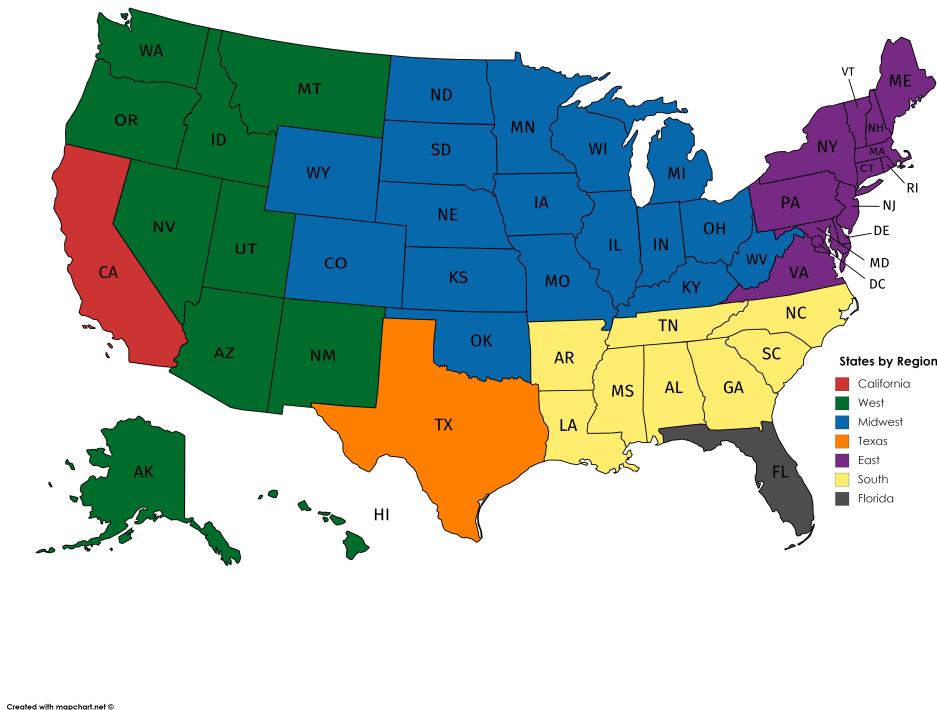 WA
VT
ME
MT
ND
OR
MN
NH
ID
SD
WI
NY
MA
CT
WY
MI
RI
NE
IA
PA
NJ
NV
OH
DE
UT
IL
IN
WV
CO
MD
CA
KS
MO
KY
VA
DC
NC
TN
OK
AZ
NM
AR
SC
States by Region
MS
AL
GA
California
West
LA
TX
Midwest
Texas
East
AK
FL
South
Florida
HI
Created with mapchart.net ©